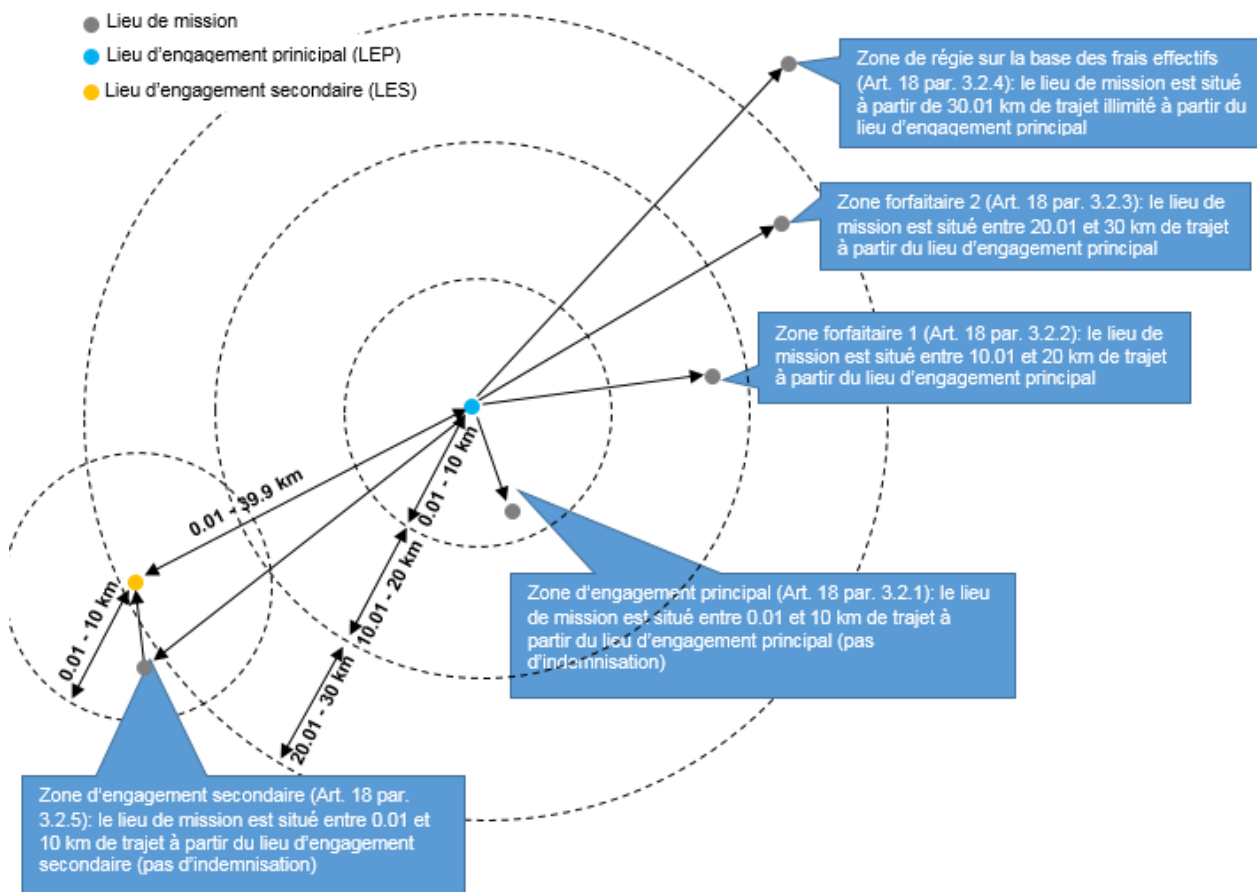 Lieu de mission
Lieu d'engagement prinicipal (LEP)
Lieu d'engagement secondaire (LES)
Zone de régie sur la base des frais effectifs
(Art. 18 par. 3.2.4): le lieu de mission est situé
à partir de 30.01 km de trajet illimité à partir du
lieu d'engagement principal
Zone forfaitaire 2 (Art. 18 par. 3.2.3): le lieu de
mission est situé entre 20.01 et 30 km de trajet
à partir du lieu d'engagement principal
Zone forfaitaire 1 (Art. 18 par. 3.2.2): le lieu de
mission est situé entre 10.01 et 20 km de trajet
à partir du lieu d'engagement principal
0.01 - 39.9 km
0.01 - 10 km
10.01 - 20 km
20.01 - 30 km
0.01 - 10 km
Zone d'engagement principal (Art. 18 par. 3.2.1): le lieu
de mission est situé entre 0.01 et 10 km de trajet à
partir du lieu d'engagement principal (pas
d'indemnisation)
Zone d'engagement secondaire (Art. 18 par.
3.2.5): le lieu de mission est situé entre 0.01 et
10 km de trajet à partir du lieu d'engagement
secondaire (pas d'indemnisation)